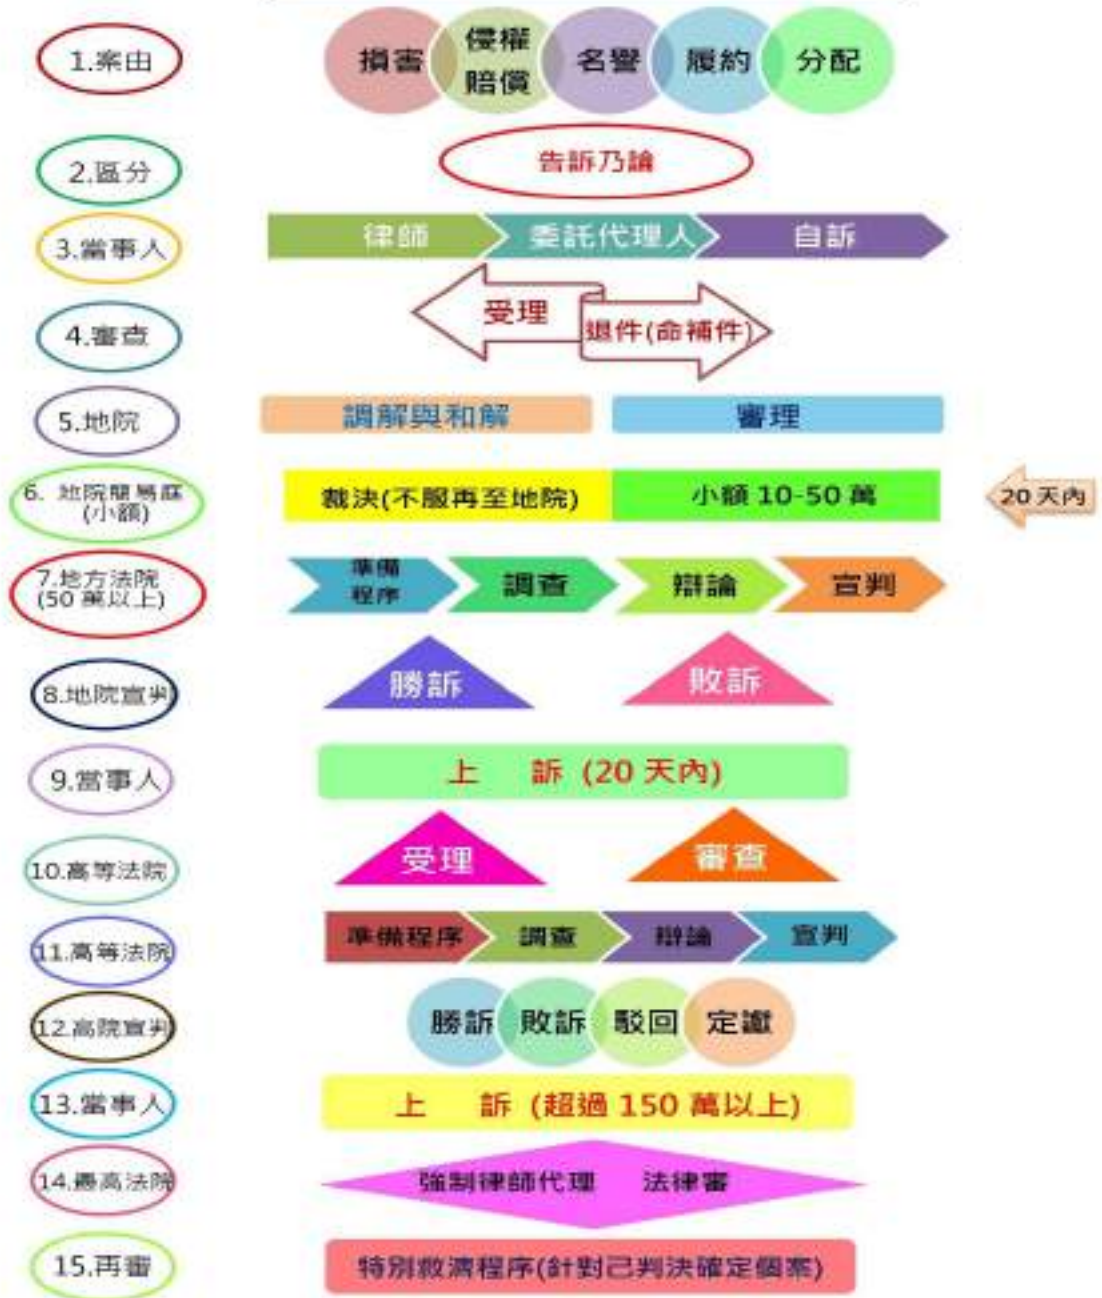 1.案由
損害
侵權
賠償
名譽
履約
分配
2.區分
告訴乃論
3.當事人
律師
委託代理人
自訴
4.審查
受理
退件(命補件)
5.地院
調解與和解
審理
6. 地院簡易庭
(小額)
裁決(不服再至地院)
小額 10-50 萬
20 天內
7.地方法院
(50 萬以上)
準備
程序
調查
辯論
宣判
8.地院宣判
勝訴
敗訴
9.當事人
上 訴 (20 天內)
10.高等法院
受理
審查
11.高等法院
準備程序
調查
辯論
宣判
12.高院宣判
勝訴
敗訴
駁回
定讞
13.當事人
上 訴 (超過 150 萬以上)
14.最高法院
強制律師代理 法律審
15.再審
特別救濟程序(針對己判決確定個案)